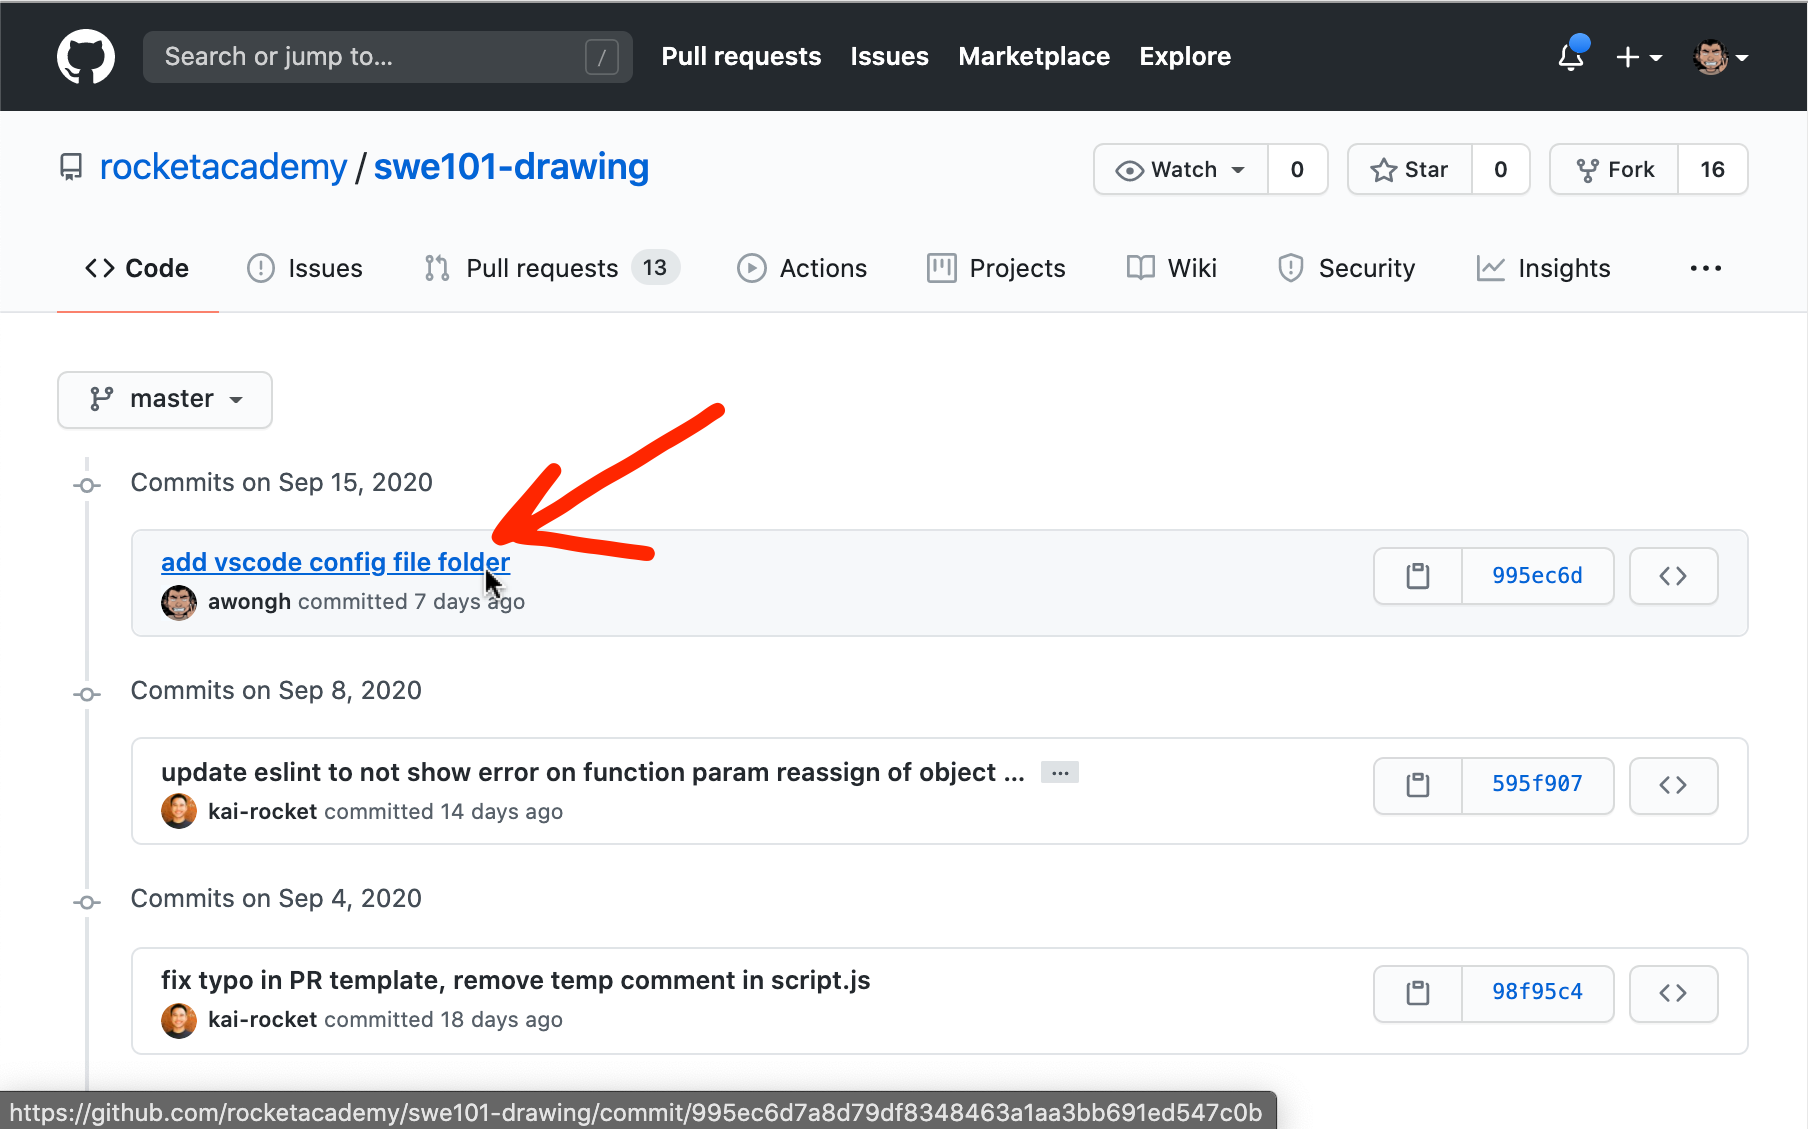 Search or jump to... / Pull requests Issues Marketplace Explore
rocketacademy / swe101-drawing Watch 0 Star 0 Fork 16
Code Issues Pull requests 13 Actions Projects Wiki Security Insights ...
master
Commits on Sep 15, 2020
add vscode config file folder
995ec6d
awongh committed 7 days ago
Commits on Sep 8, 2020
update eslint to not show error on function param reassign of object ... ...
595f907
kai-rocket committed 14 days ago
Commits on Sep 4, 2020
fix typo in PR template, remove temp comment in script.js
98f95c4
kai-rocket committed 18 days ago
https://github.com/rocketacademy/swe101-drawing/commit/995ec6d7a8d79df8348463a1aa3bb691ed547c0b